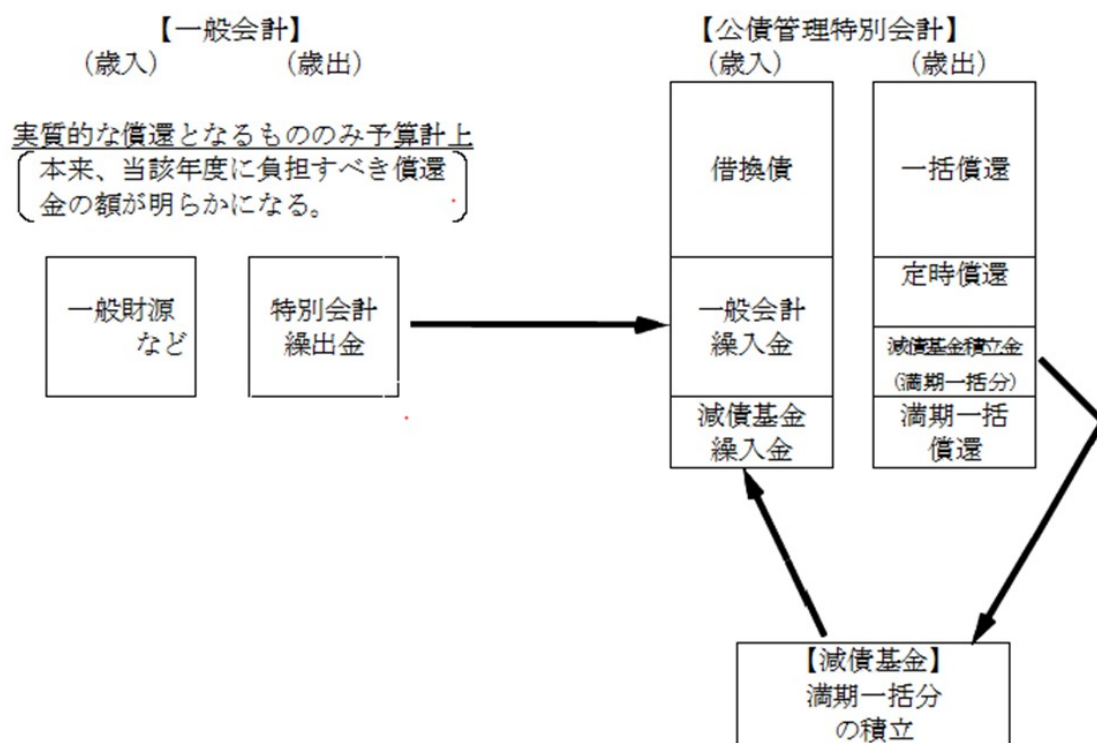 【一般会計】
(歳入)
(歳出)
実質的な償還となるもののみ予算計上
本来、当該年度に負担すべき償還
金の額が明らかになる。
一般財源
など
特別会計
繰出金
【公債管理特別会計】
(歳入)
(歳出)
借換債
一括償還
一般会計
繰入金
定時償還
減債基金積立金
(満期一括分)
減債基金
繰入金
満期一括
償還
【減債基金】
満期一括分
の積立